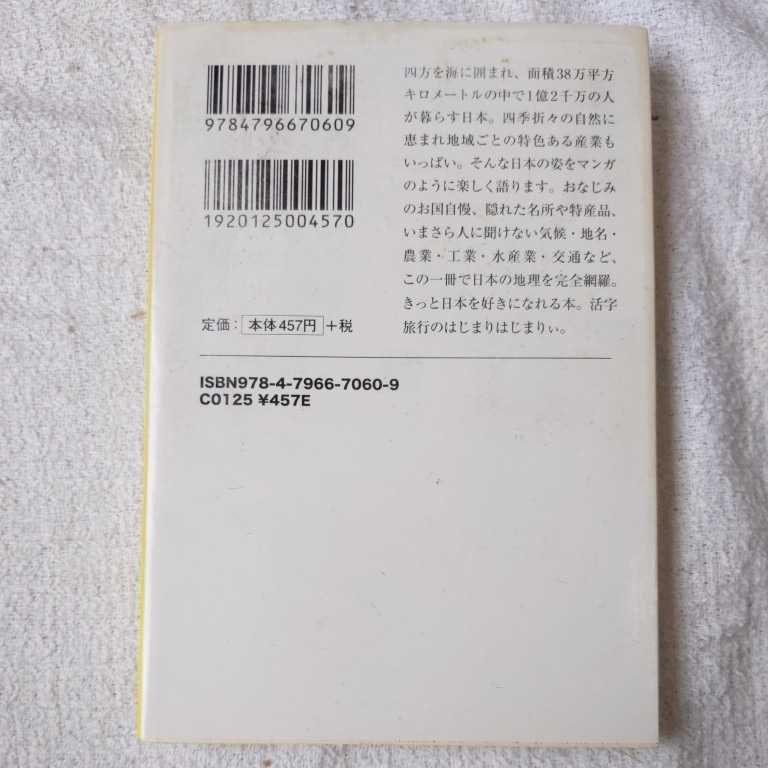 9784796670609
1920125004570
定価：本体457円＋税
四方を海に囲まれ、面積38万平方
キロメートルの中で1億2千万の人
が暮らす日本。四季折々の自然に
恵まれ地域ごとの特色ある産業も
いっぱい。そんな日本の姿をマンガ
のように楽しく語ります。おなじみ
のお国自慢、隠れた名所や特産品、
いまさら人に聞けない気候・地名・
農業・工業・水産業・交通など、
この一冊で日本の地理を完全網羅。
きっと日本を好きになれる本。活字
旅行のはじまりはじまりぃ。
ISBN978-4-7966-7060-9
C0125 ¥457E